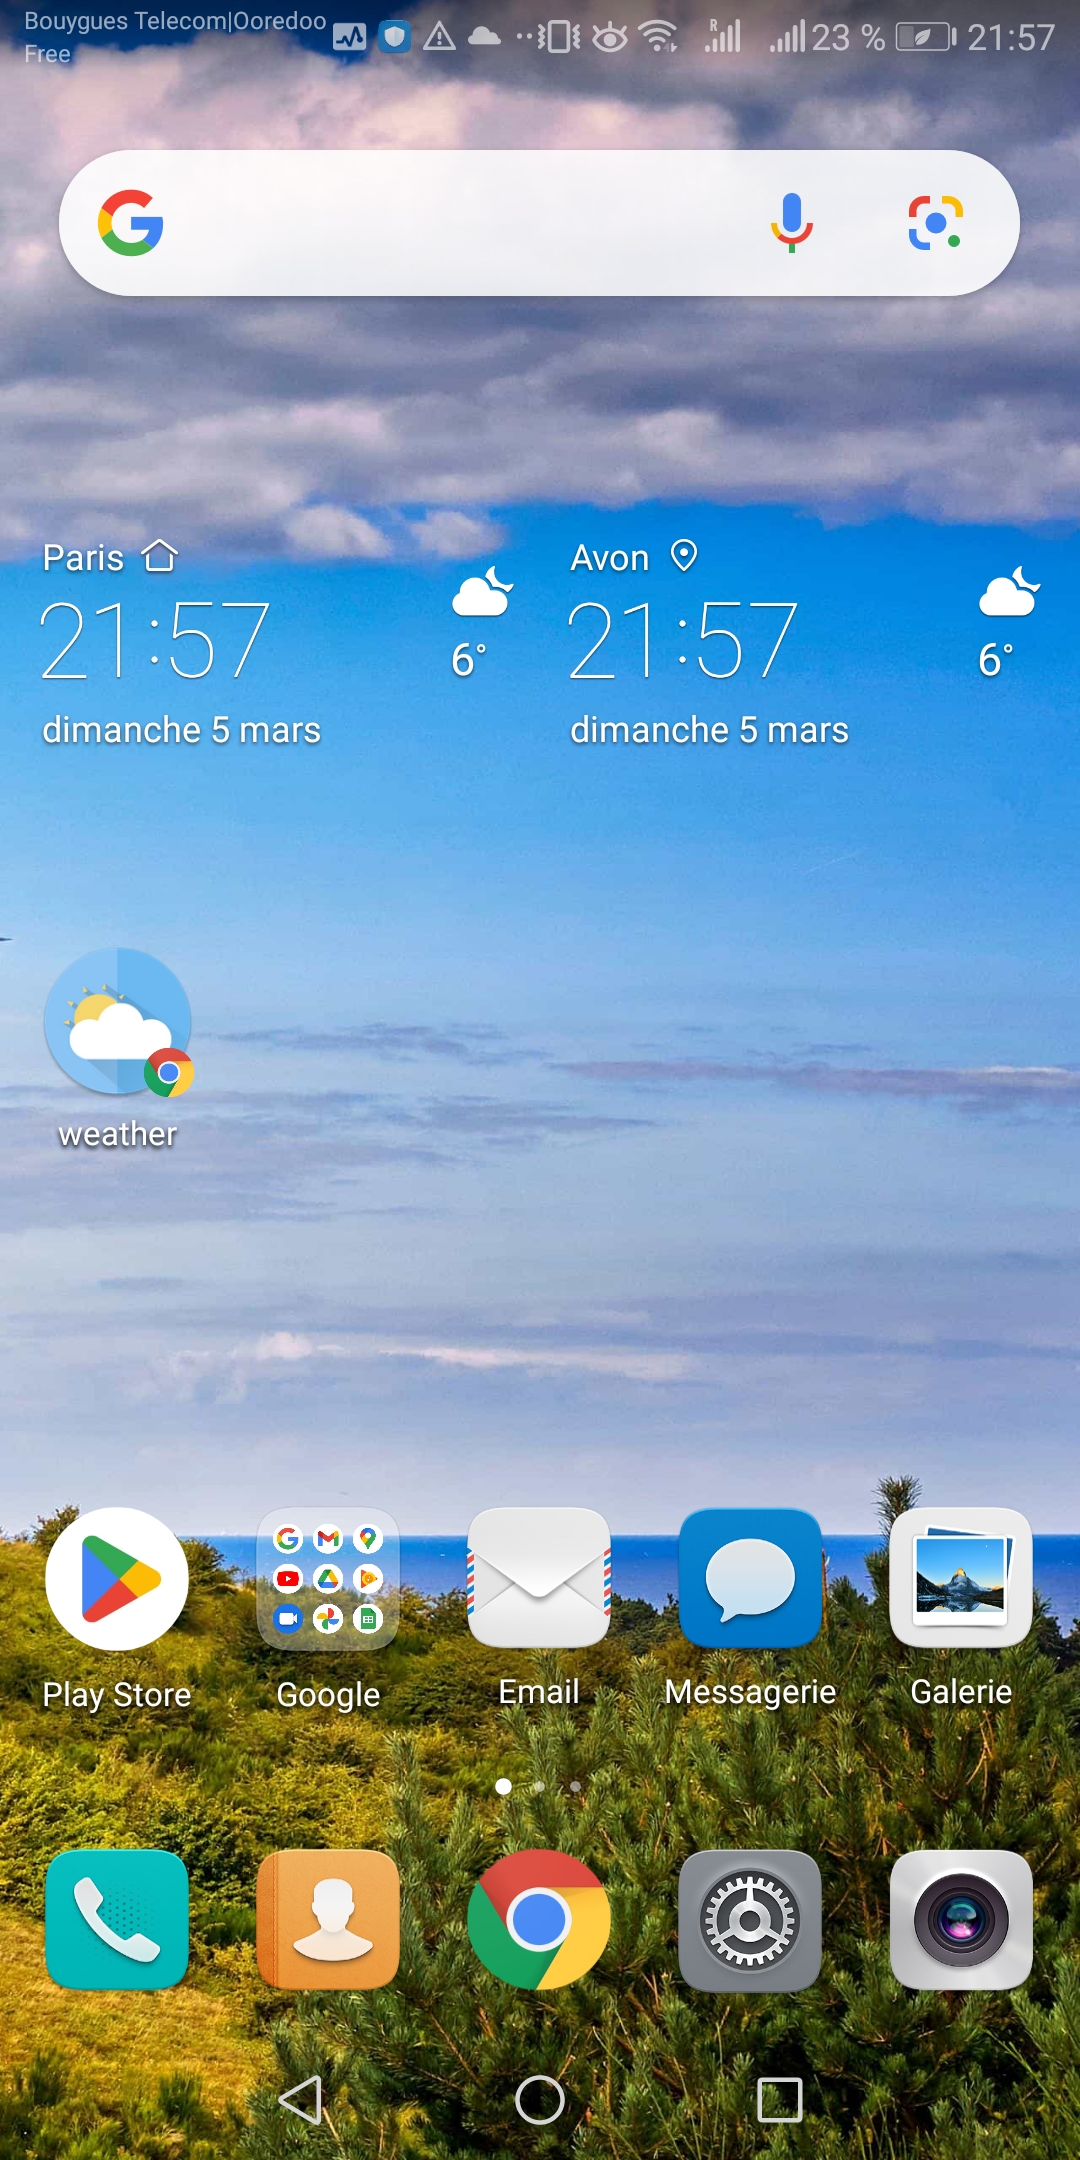 Bouygues Telecom|Ooredoo
Free
23 % 21:57
Paris
21:57
6°
dimanche 5 mars
Avon
21:57
6°
dimanche 5 mars
weather
Play Store
Google
Email
Messagerie
Galerie